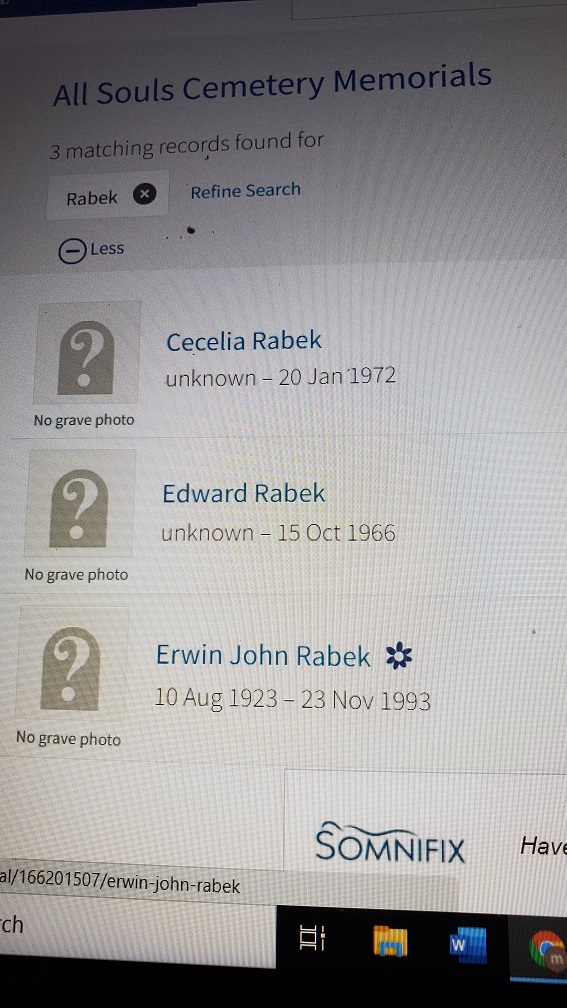 All Souls Cemetery Memorials
3 matching records found for
Rabek
Refine Search
Less
Cecelia Rabek
unknown – 20 Jan 1972
No grave photo
Edward Rabek
unknown – 15 Oct 1966
No grave photo
Erwin John Rabek
10 Aug 1923 – 23 Nov 1993
No grave photo
SOMNIFIX
Have
al/166201507/erwin-john-rabek
rch
W
m